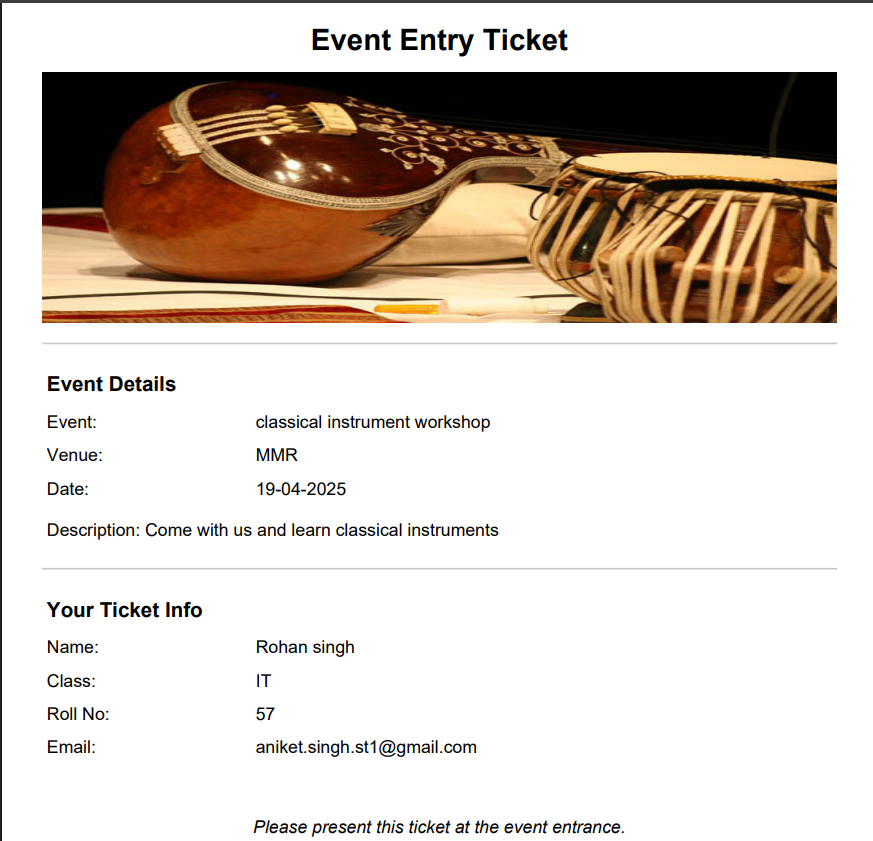 Event Entry Ticket
Event Details
Event: classical instrument workshop
Venue: MMR
Date: 19-04-2025
Description: Come with us and learn classical instruments
Your Ticket Info
Name: Rohan singh
Class: IT
Roll No: 57
Email: aniket.singh.st1@gmail.com
Please present this ticket at the event entrance.